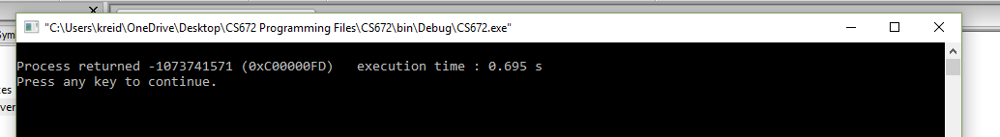 "C:\Users\kreid\OneDrive\Desktop\CS672 Programming Files\CS672\bin\Debug\CS672.exe"
Sym
Process returned -1073741571 (0xC00000FD)   execution time : 0.695 s
Press any key to continue.
tes
ver